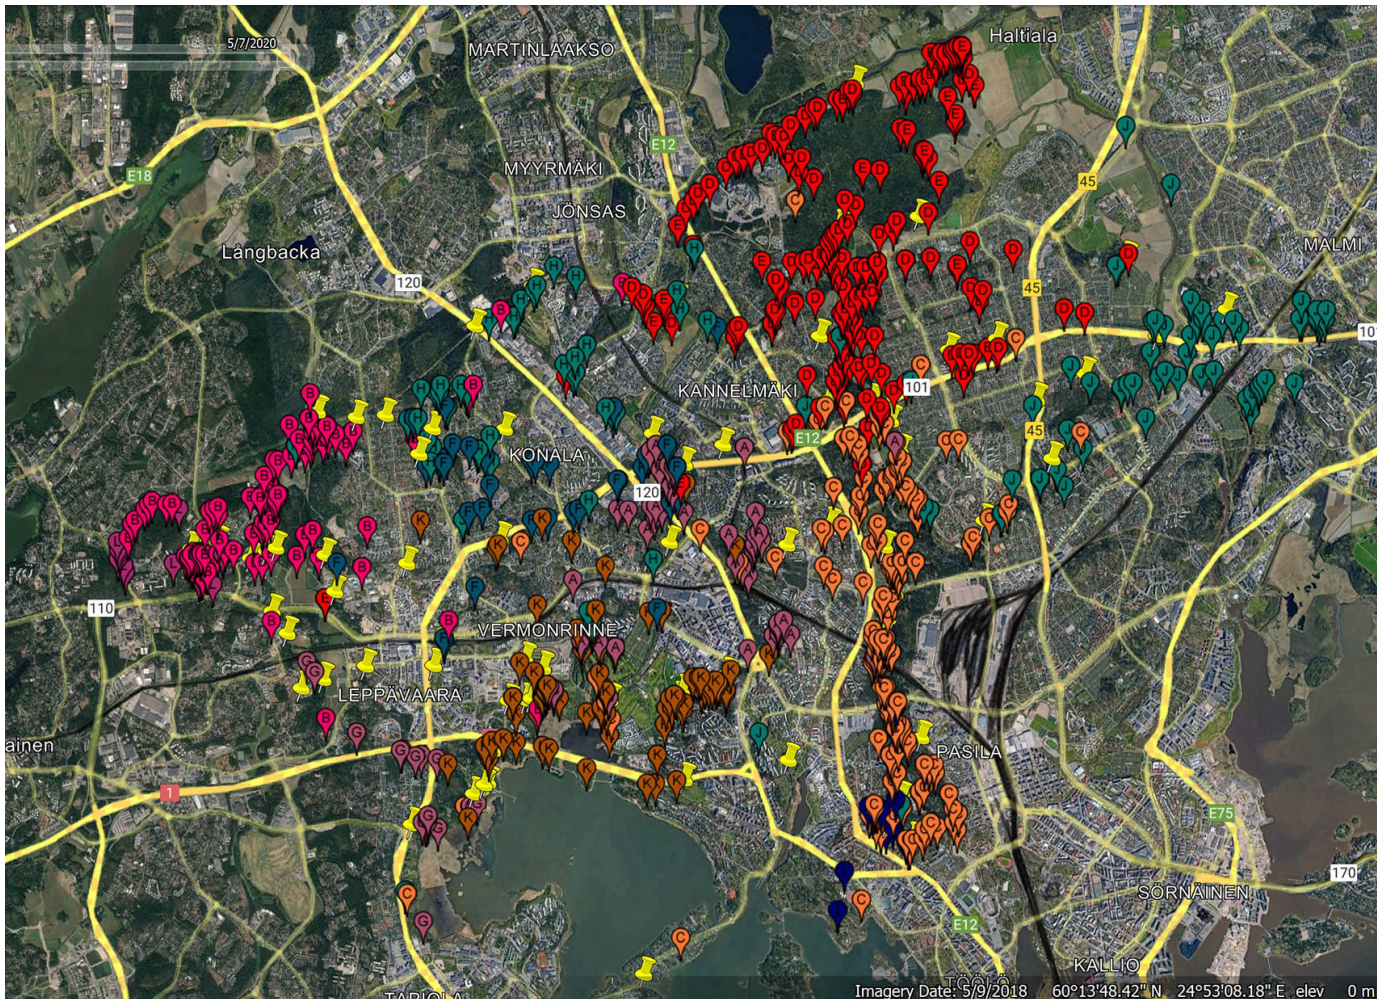 5/7/2020
MARTINLAAKSO
Haltiala
E12
MYYRMÄKI
E18
45
JÖNSAS
Långbacka
MALMI
120
45
101
KANNELMÄKI
101
E12
45
KONALA
120
110
VERMONRINNE
LEPPÄVAARA
ainen
PASILA
1
E75
170
SÖRNÄINEN
E12
KALLIO
TÖÖLÖ
TAPIOLA
Imagery Date: 5/9/2018 60°13'48.42" N 24°53'08.18" E elev 0 m